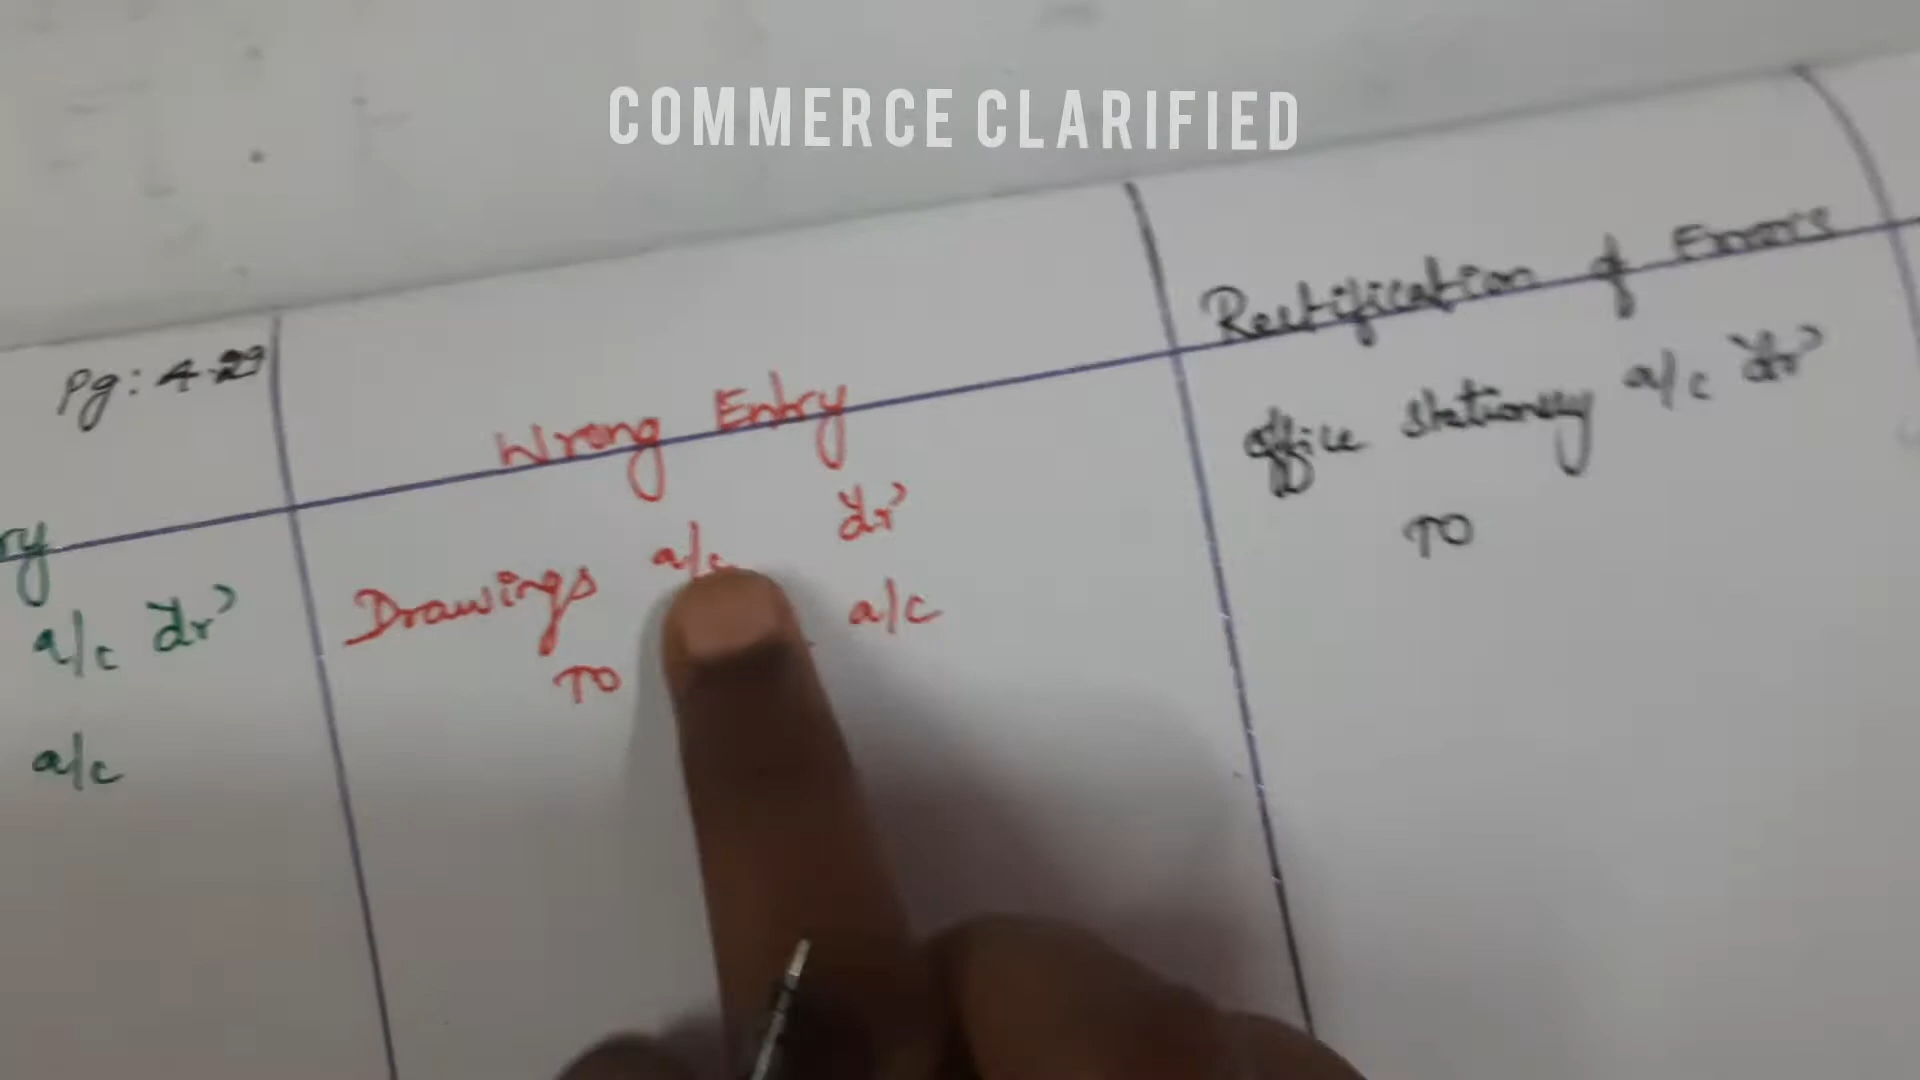 COMMERCE CLARIFIED
Pg: 4.29
ry
a/c dr
a/c
Wrong Entry
Drawings a/c dr
To a/c
Rectification of Errors
office stationery a/c dr
To